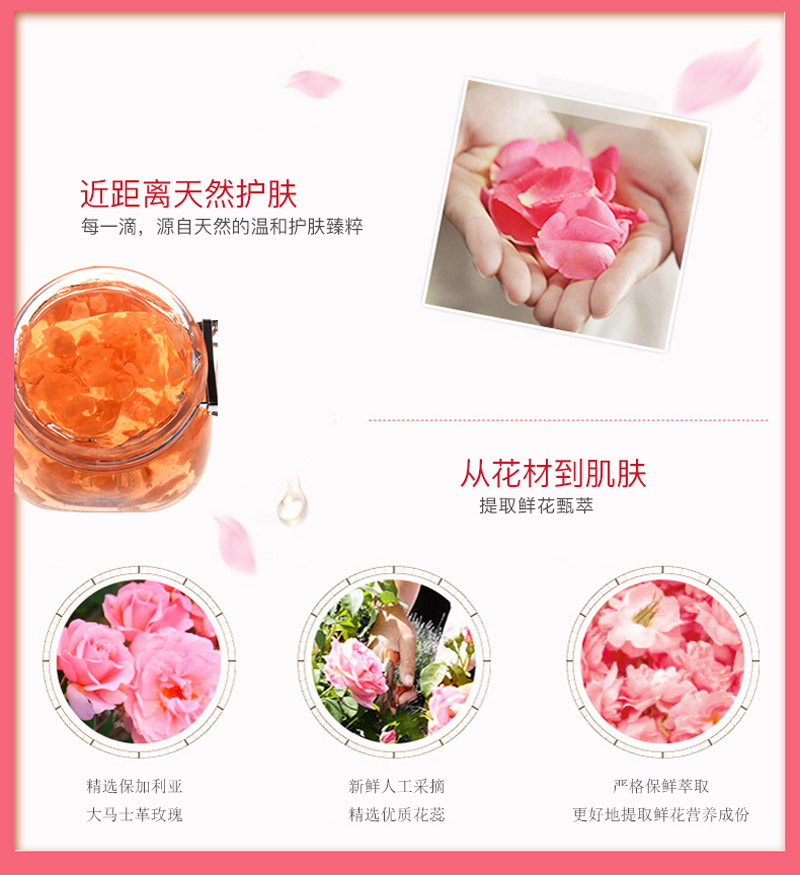 近距离天然护肤
每一滴，源自天然的温和护肤臻粹
从花材到肌肤
提取鲜花甄萃
精选保加利亚
大马士革玫瑰
新鲜人工采摘
精选优质花蕊
严格保鲜萃取
更好地提取鲜花营养成份